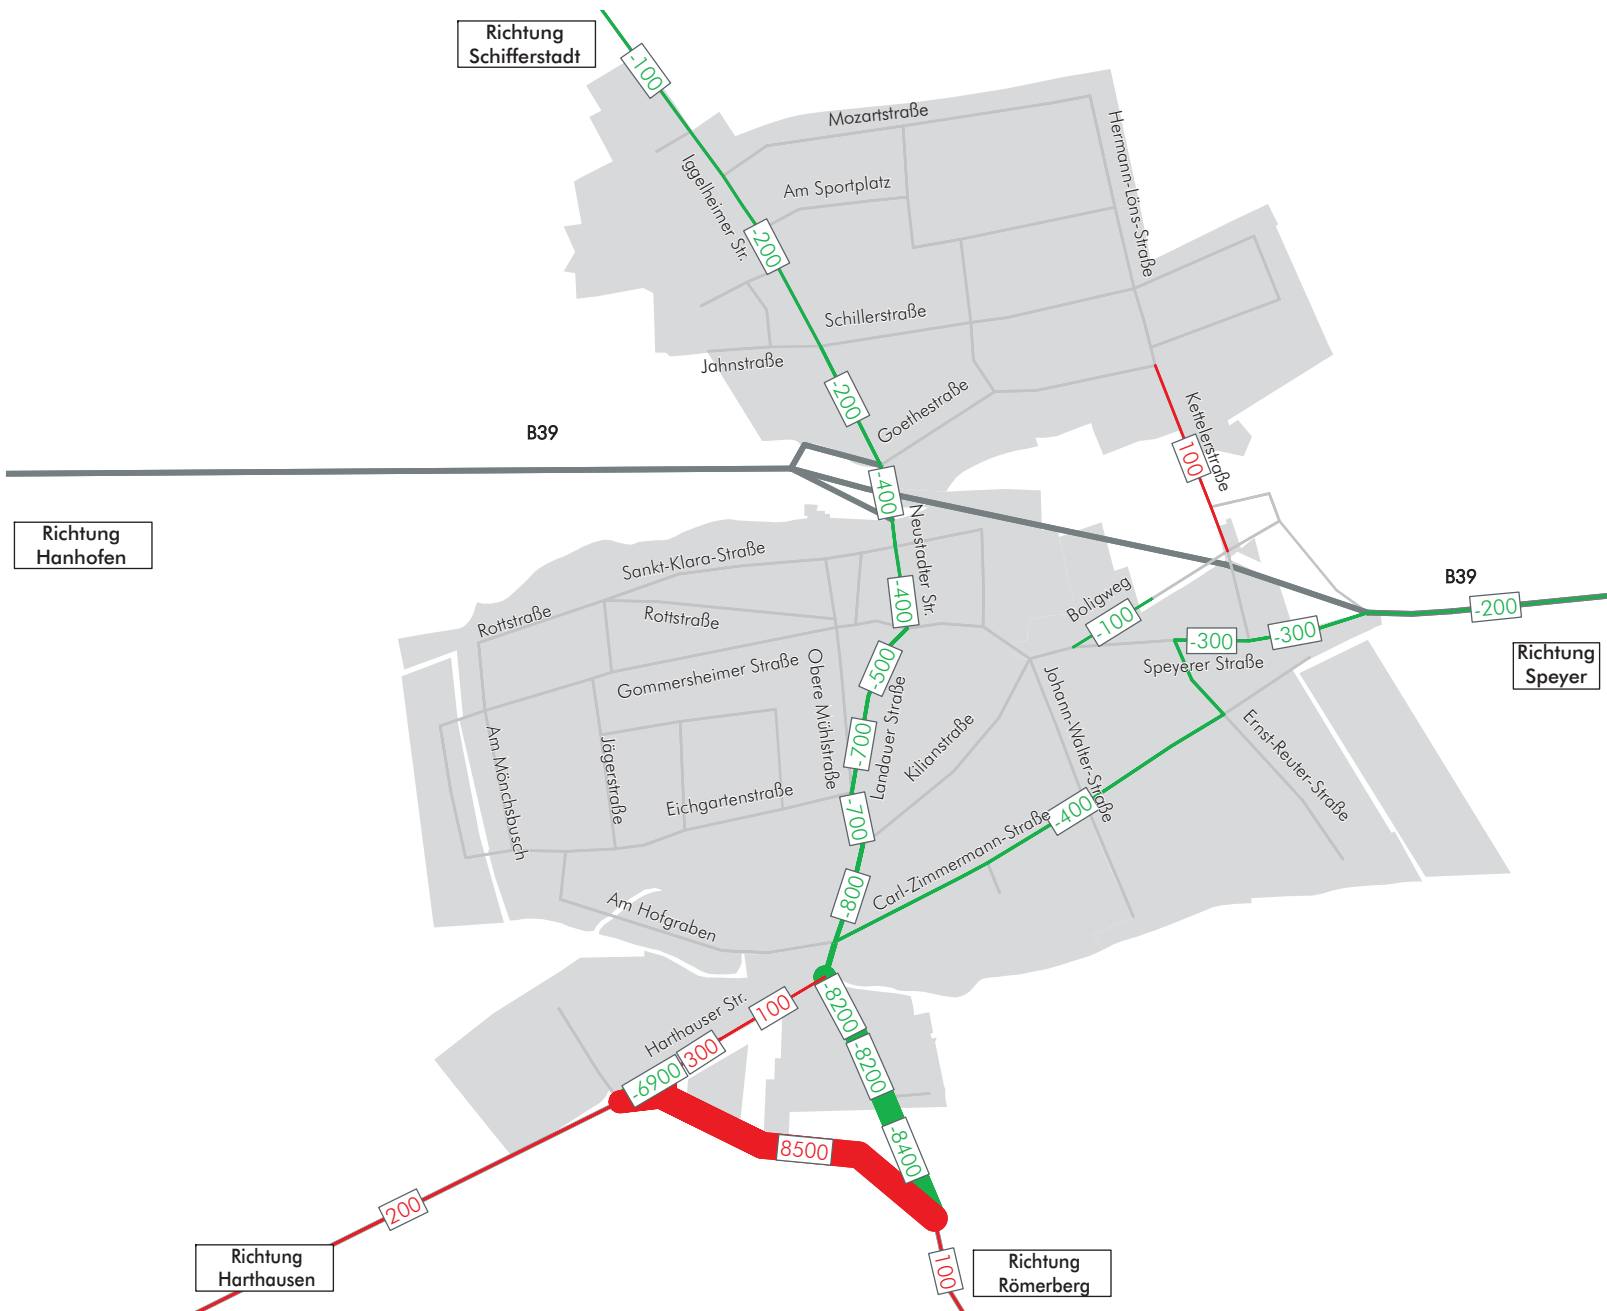 Richtung
Schifferstadt
-100
Mozartstraße
Hermann-Löns-Straße
Iggelheimer Str.
Am Sportplatz
-200
Schillerstraße
Jahnstraße
-200
Goethestraße
Kettelerstraße
100
B39
-400
Richtung
Hanhofen
Neustadter Str.
Sankt-Klara-Straße
B39
-400
Boligweg
-100
-200
Rottstraße
Rottstraße
-300
-300
Richtung
Speyer
Speyerer Straße
-500
Gommersheimer Straße
Obere Mühlstraße
Johann-Walter-Straße
Landauer Straße
-700
Kilianstraße
Ernst-Reuter-Straße
Am Mönchsbusch
Jägerstraße
Eichgartenstraße
-700
-400
Carl-Zimmermann-Straße
-800
Am Hofgraben
Harthauser Str.
100
-8200
300
-8200
-6900
8500
-8400
200
Richtung
Harthausen
100
Richtung
Römerberg